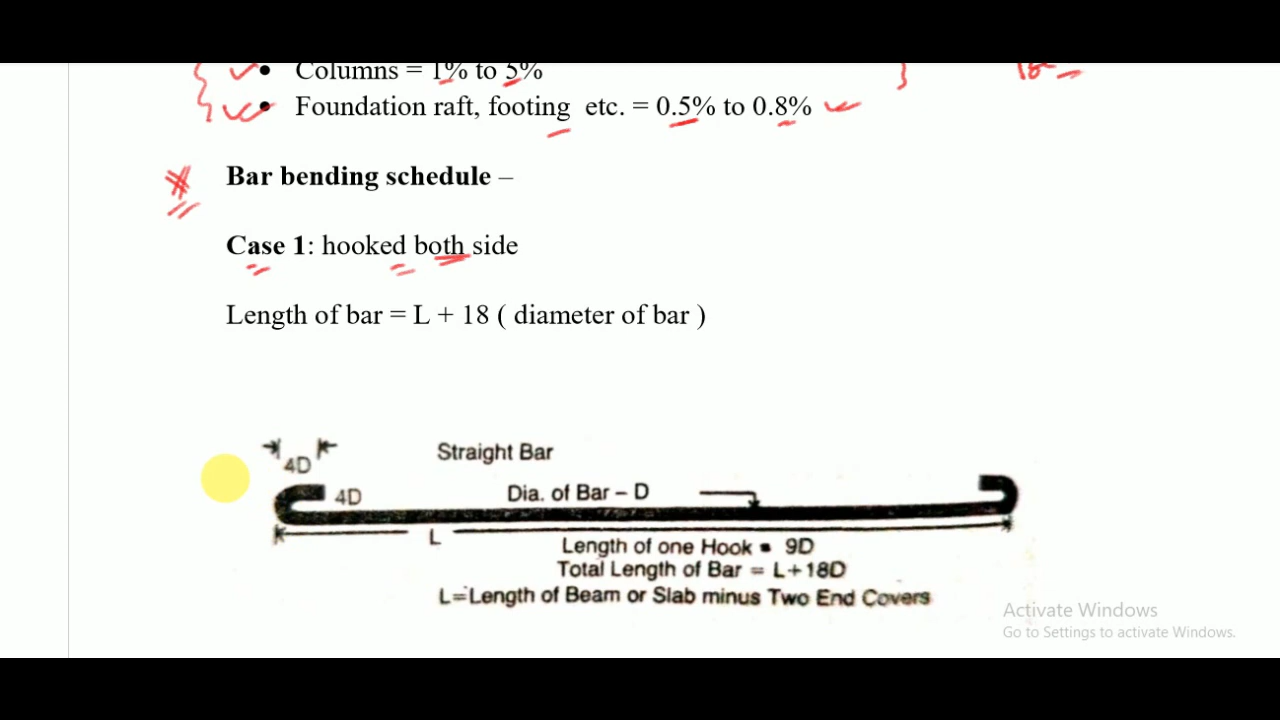 • Columns = 1% to 5%
• Foundation raft, footing etc. = 0.5% to 0.8%
Bar bending schedule –
Case 1: hooked both side
Length of bar = L + 18 ( diameter of bar )
4D
Straight Bar
4D
Dia. of Bar – D
L
Length of one Hook = 9D
Total Length of Bar = L+18D
L=Length of Beam or Slab minus Two End Covers
Activate Windows
Go to Settings to activate Windows.